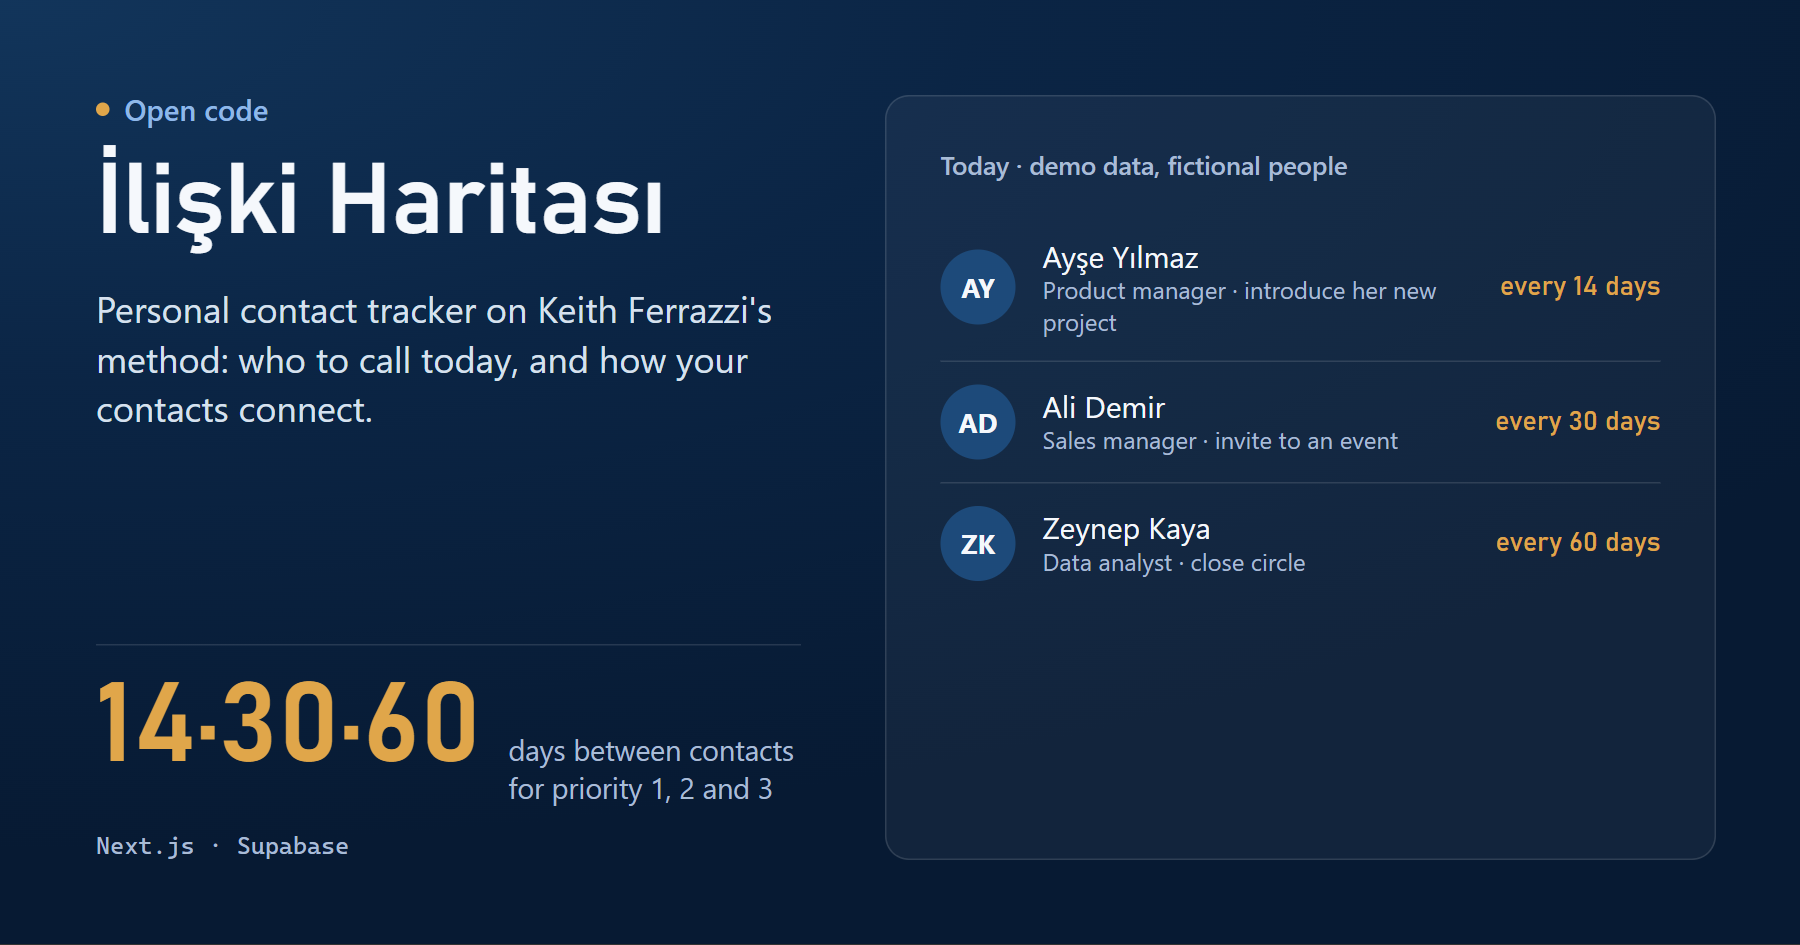 Open code
İlişki Haritası
Personal contact tracker on Keith Ferrazzi's
method: who to call today, and how your
contacts connect.
14·30·60
days between contacts
for priority 1, 2 and 3
Next.js · Supabase
Today · demo data, fictional people
AY
Ayşe Yılmaz
Product manager · introduce her new
project
every 14 days
AD
Ali Demir
Sales manager · invite to an event
every 30 days
ZK
Zeynep Kaya
Data analyst · close circle
every 60 days